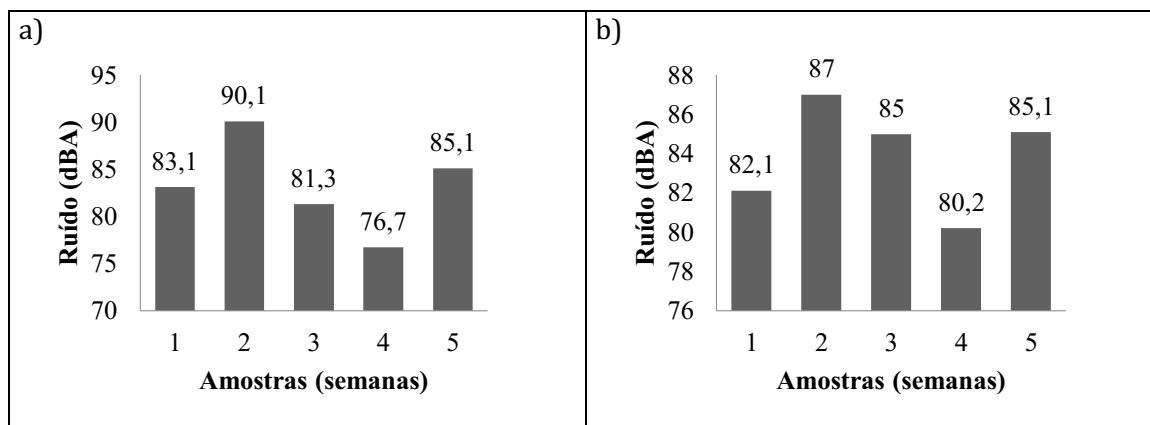 a)
95
90
85
80
75
70
Ruído (dBA)
83,1
90,1
81,3
76,7
85,1
1 2 3 4 5
Amostras (semanas)
b)
88
86
84
82
80
78
76
Ruído (dBA)
82,1
87
85
80,2
85,1
1 2 3 4 5
Amostras (semanas)